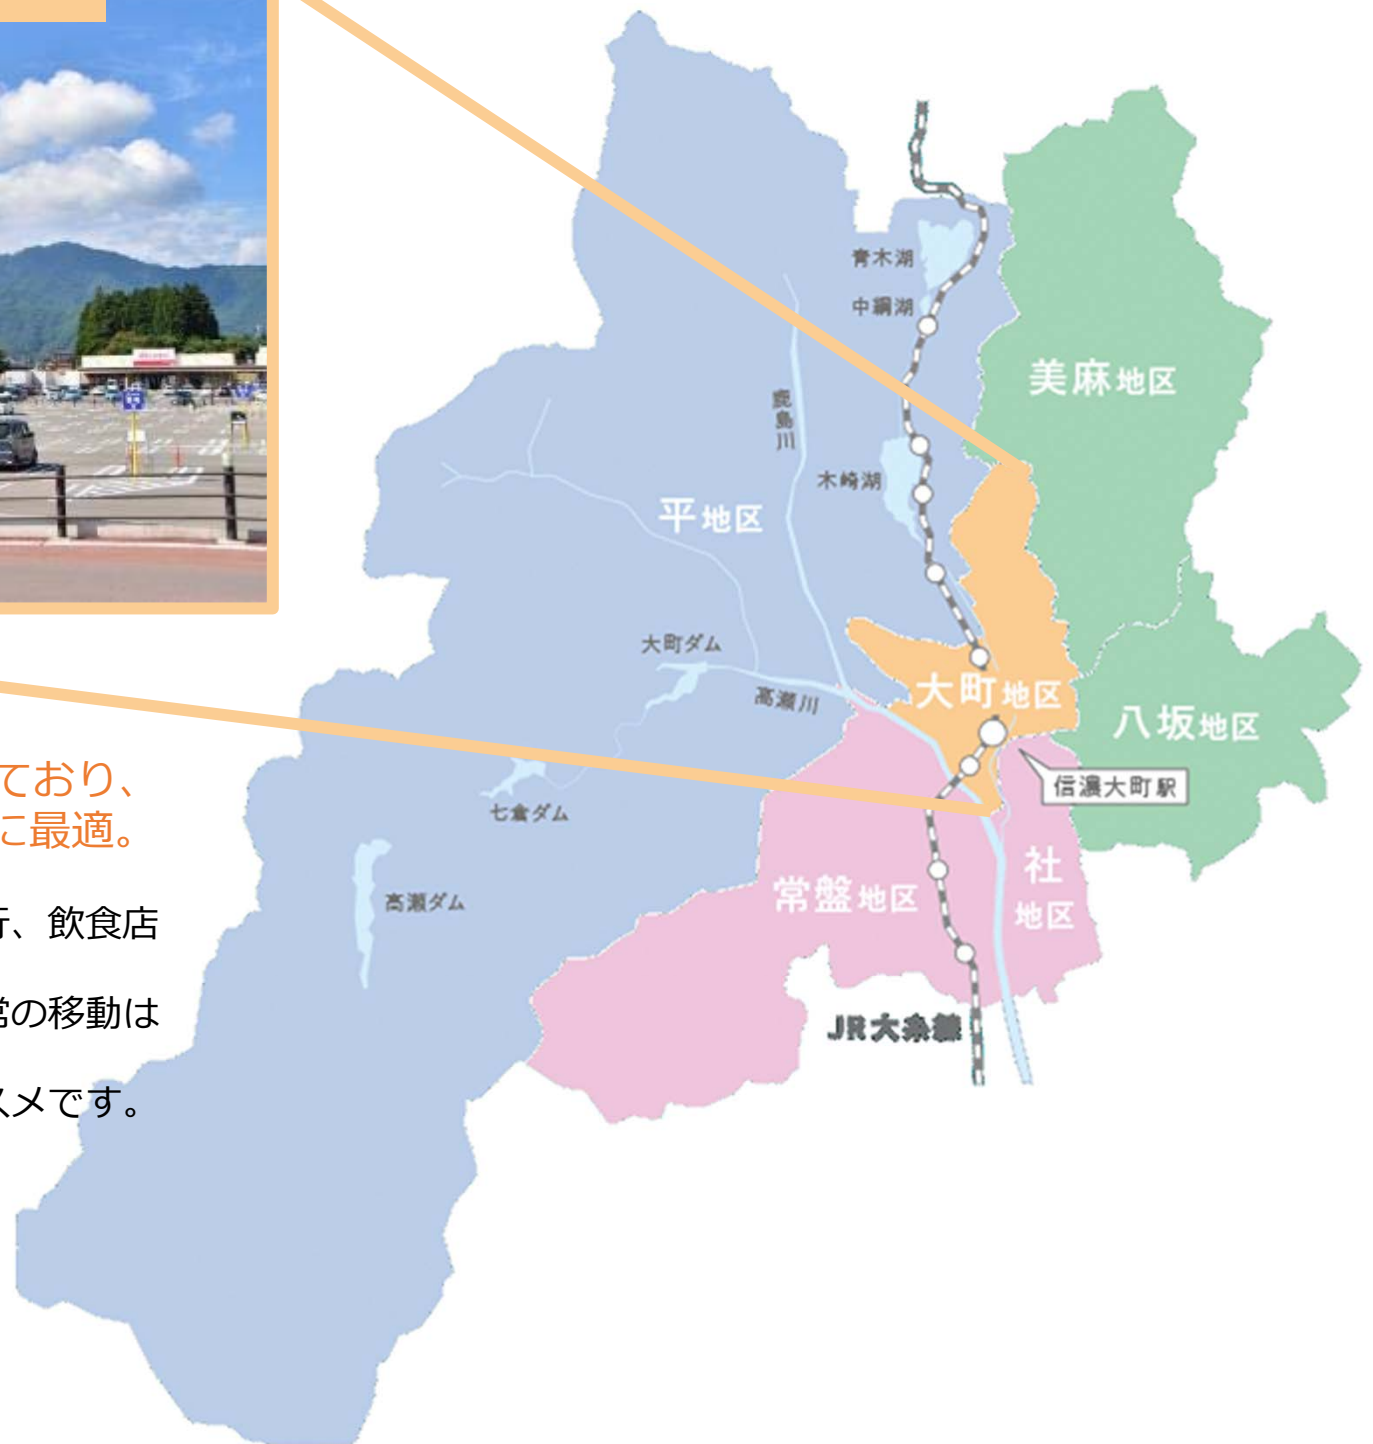 青木湖
中綱湖
美麻地区
鹿島川
木崎湖
平地区
大町ダム
大町地区
高瀬川
八坂地区
信濃大町駅
七倉ダム
ており、
に最適。
社
地区
常盤地区
高瀬ダム
、飲食店
常の移動は
JR大糸線
スメです。